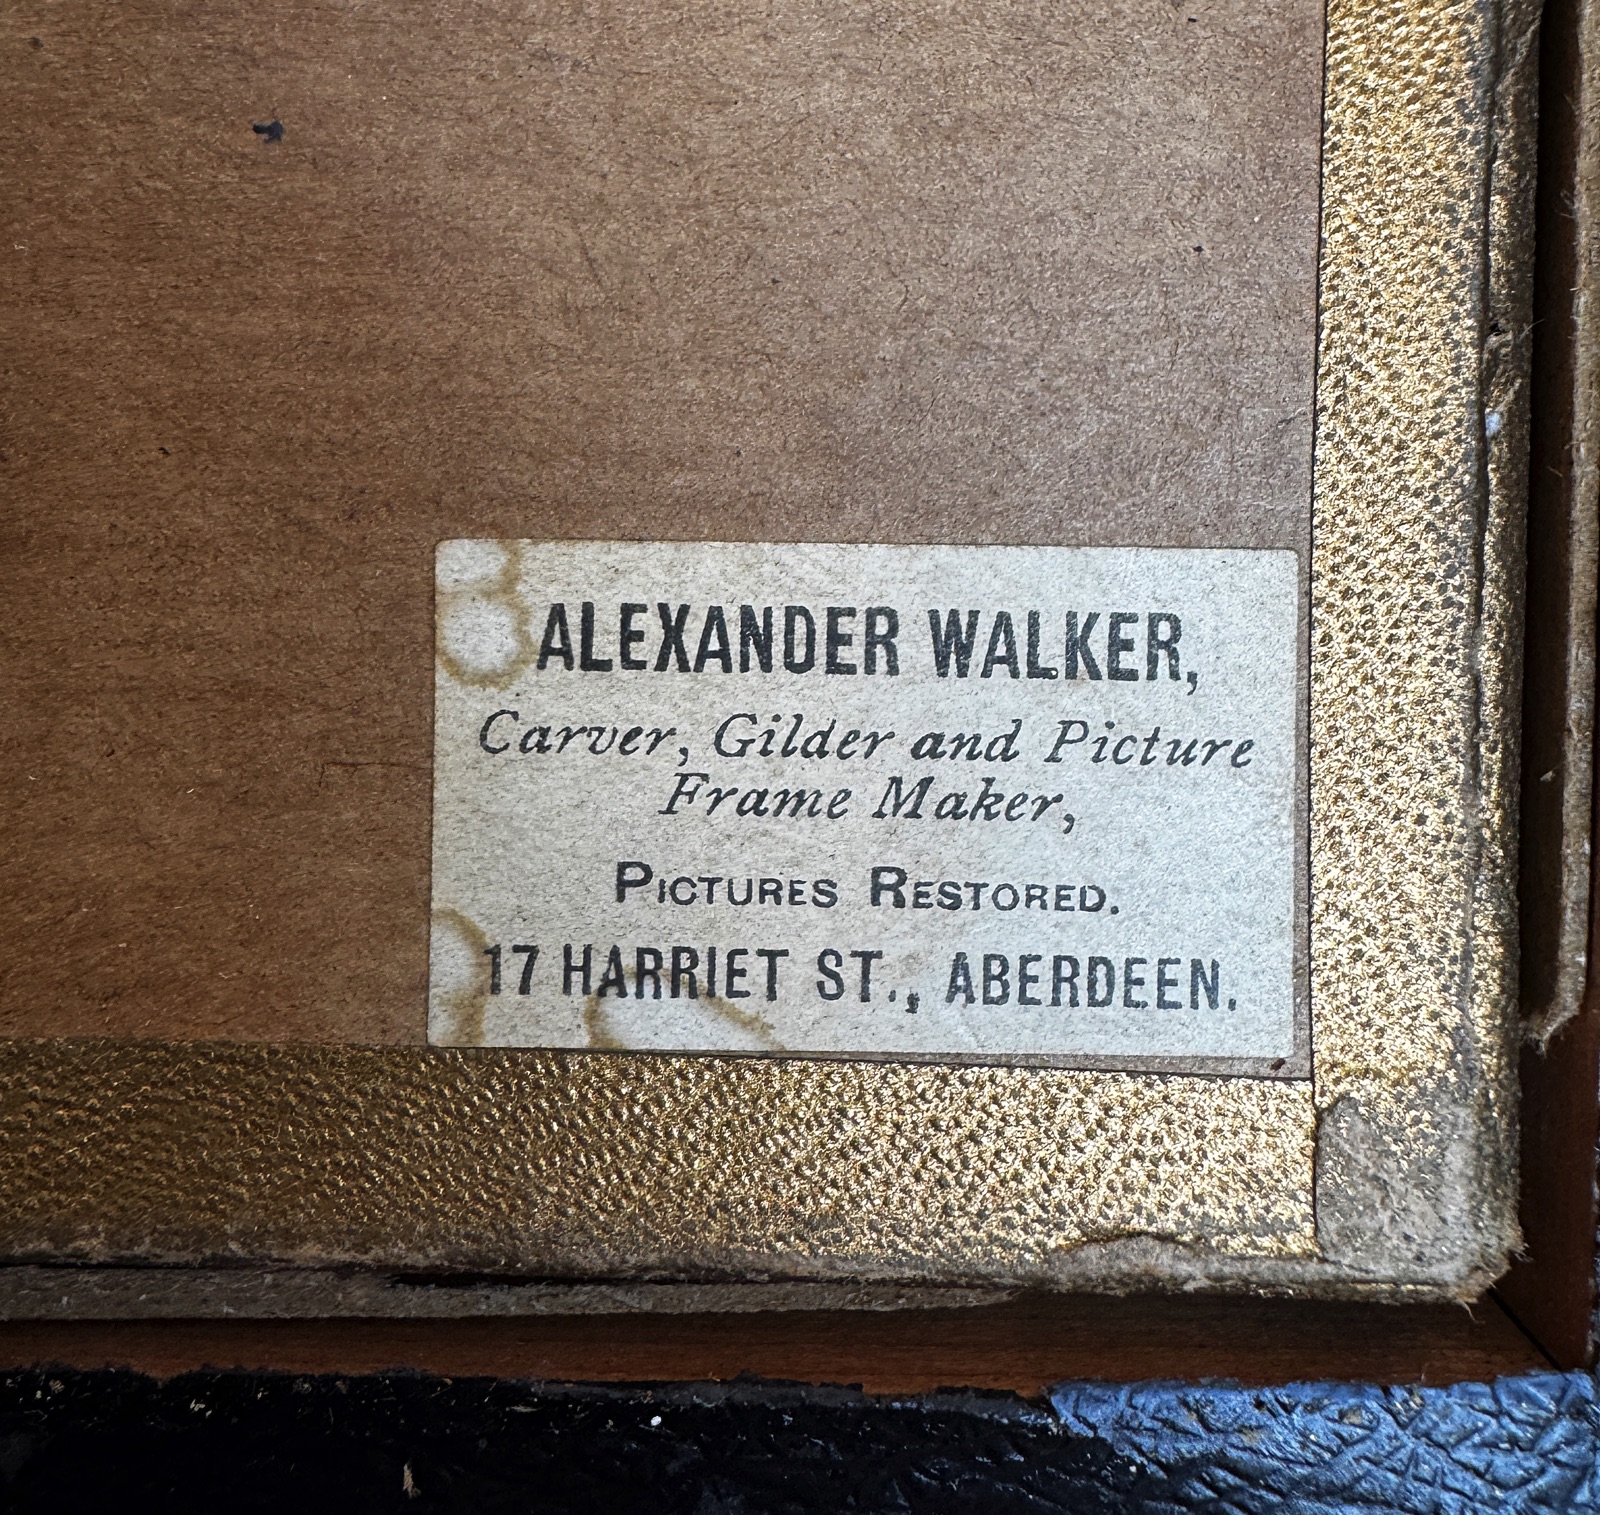 ALEXANDER WALKER,
Carver, Gilder and Picture
Frame Maker,
PICTURES RESTORED.
17 HARRIET ST., ABERDEEN.